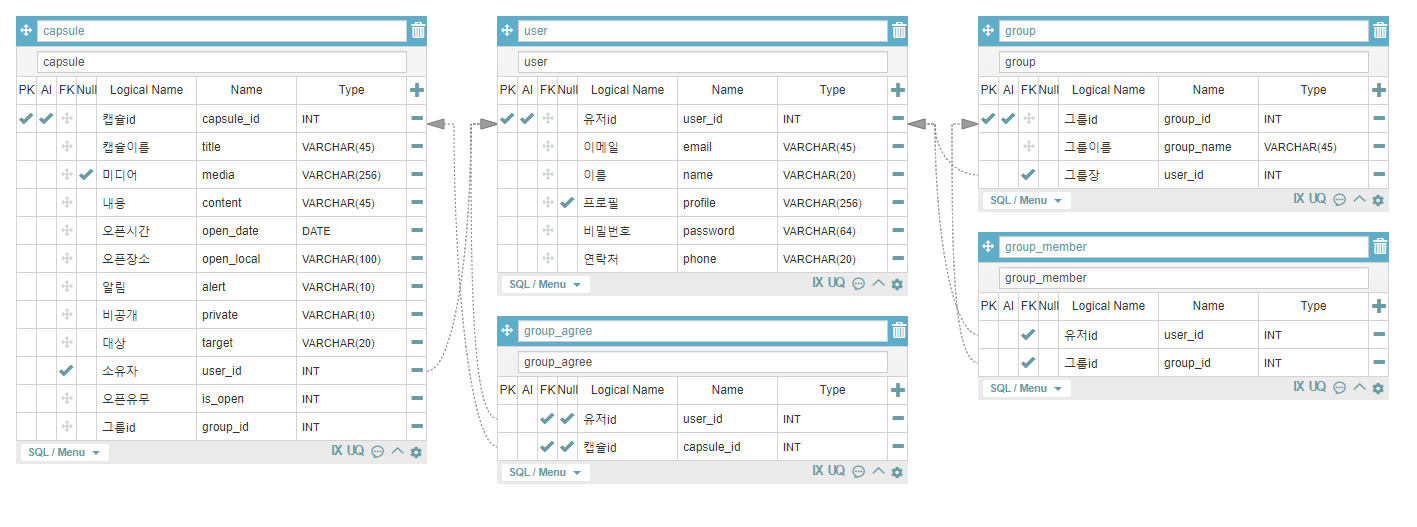 capsule
capsule
PK AI FK Null Logical Name Name Type
캡슐id capsule_id INT
캡슐이름 title VARCHAR(45)
미디어 media VARCHAR(256)
내용 content VARCHAR(45)
오픈시간 open_date DATE
오픈장소 open_local VARCHAR(100)
알림 alert VARCHAR(10)
비공개 private VARCHAR(10)
대상 target VARCHAR(20)
소유자 user_id INT
오픈유무 is_open INT
그룹id group_id INT
SQL / Menu IX UQ
user
user
PK AI FK Null Logical Name Name Type
유저id user_id INT
이메일 email VARCHAR(45)
이름 name VARCHAR(20)
프로필 profile VARCHAR(256)
비밀번호 password VARCHAR(64)
연락처 phone VARCHAR(20)
SQL / Menu IX UQ
group_agree
group_agree
PK AI FK Null Logical Name Name Type
유저id user_id INT
캡슐id capsule_id INT
SQL / Menu IX UQ
group
group
PK AI FK Null Logical Name Name Type
그룹id group_id INT
그룹이름 group_name VARCHAR(45)
그룹장 user_id INT
SQL / Menu IX UQ
group_member
group_member
PK AI FK Null Logical Name Name Type
유저id user_id INT
그룹id group_id INT
SQL / Menu IX UQ